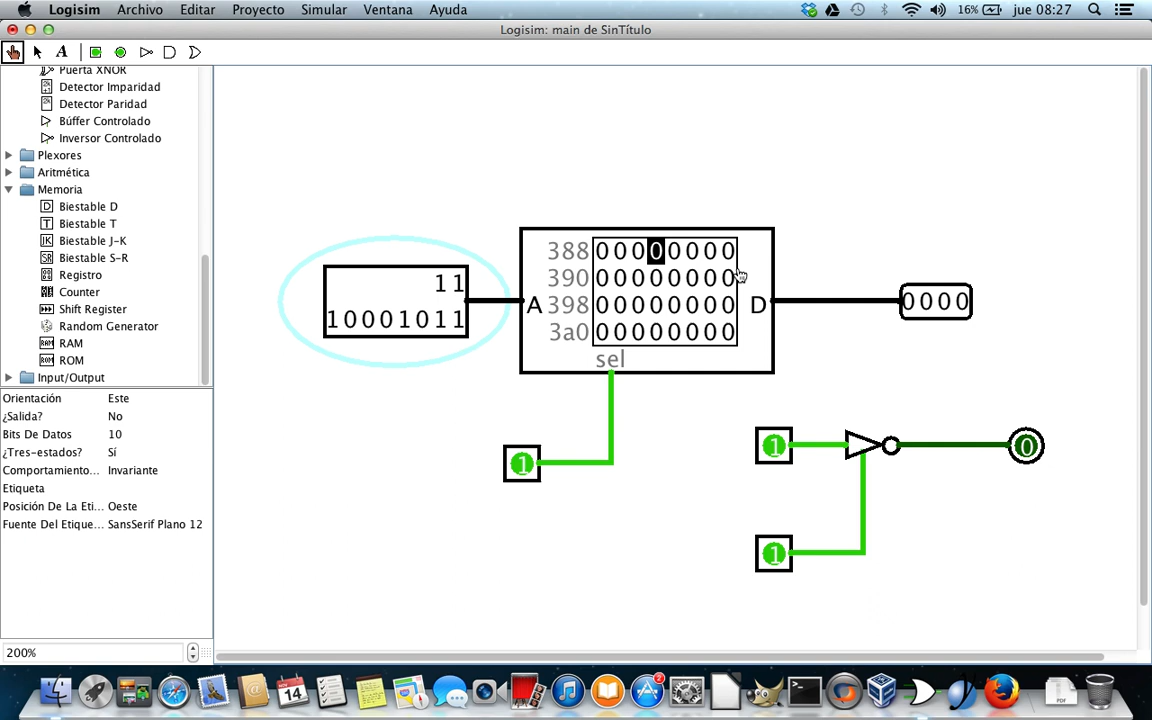 Logisim Archivo Editar Proyecto Simular Ventana Ayuda 16% jue 08:27
Logisim: main de SinTítulo
A
Puerta XNOR
Detector Imparidad
Detector Paridad
Búffer Controlado
Inversor Controlado
Plexores
Aritmética
Memoria
Biestable D
Biestable T
Biestable J-K
Biestable S-R
Registro
Counter
Shift Register
Random Generator
RAM
ROM
Input/Output
Orientación Este
¿Salida? No
Bits De Datos 10
¿Tres-estados? Sí
Comportamiento... Invariante
Etiqueta
Posición De La Eti... Oeste
Fuente Del Etique... SansSerif Plano 12
200%
11
10001011
A
388 00000000
390 00000000
398 00000000
3a0 00000000
sel
D
0000
1
1
0
1
NOV
14
2
PDF